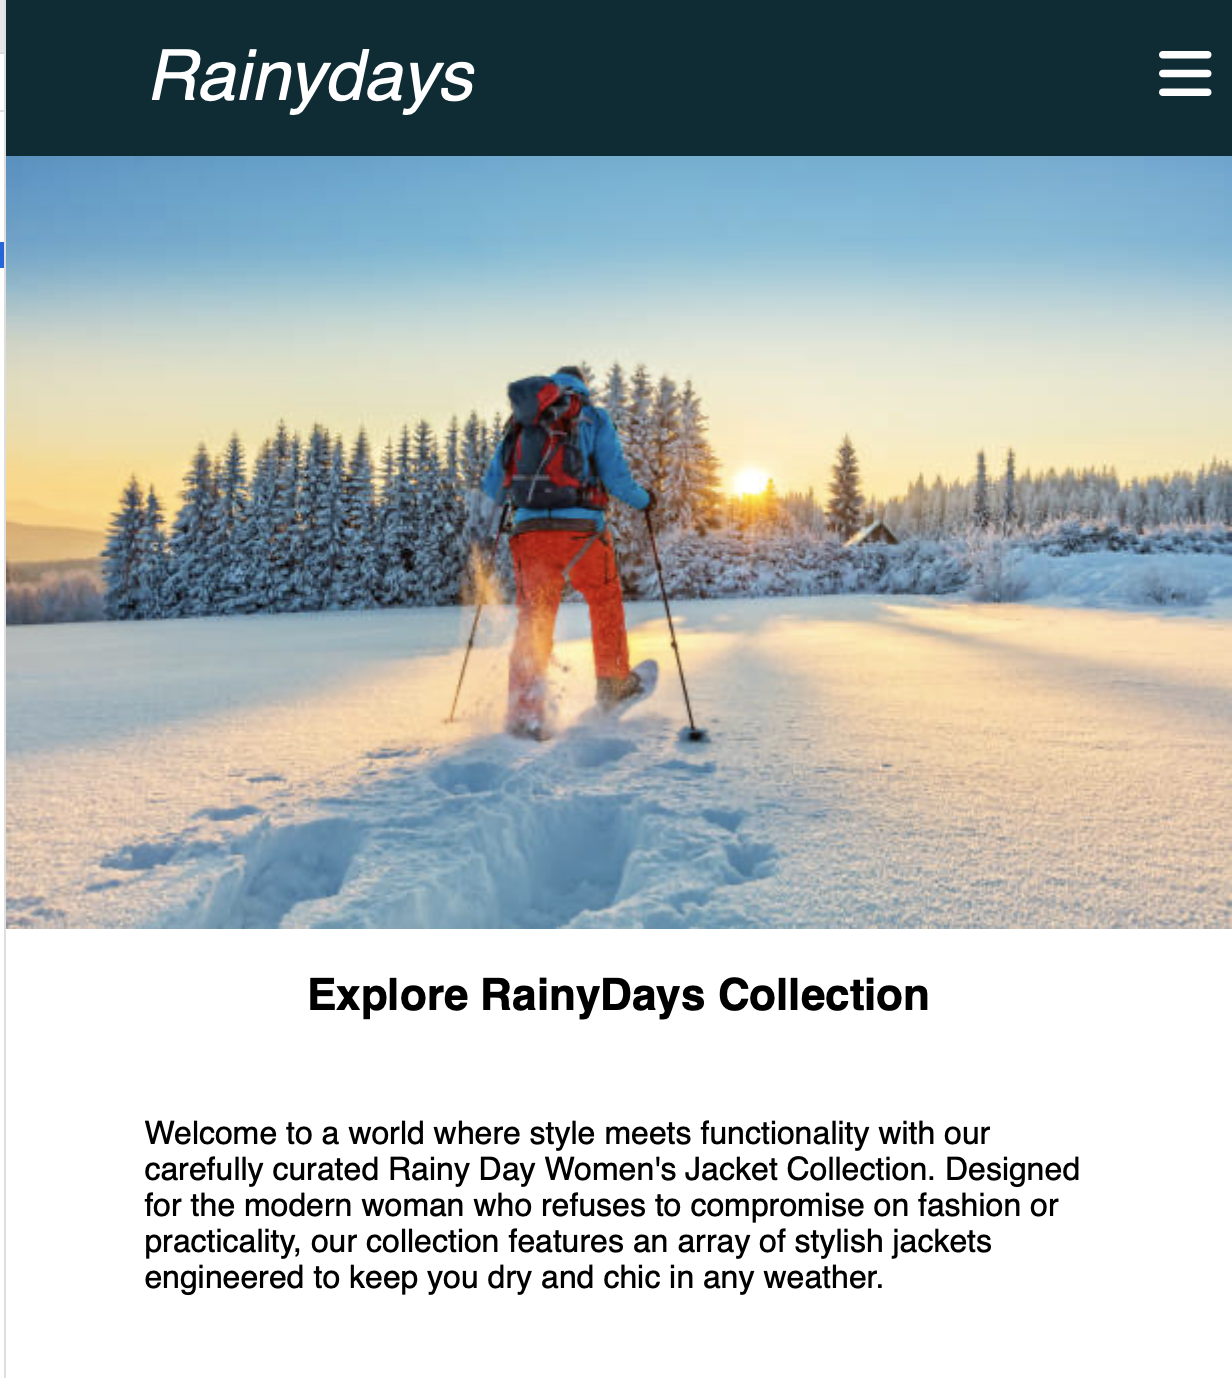 Rainydays
Explore RainyDays Collection
Welcome to a world where style meets functionality with our
carefully curated Rainy Day Women's Jacket Collection. Designed
for the modern woman who refuses to compromise on fashion or
practicality, our collection features an array of stylish jackets
engineered to keep you dry and chic in any weather.